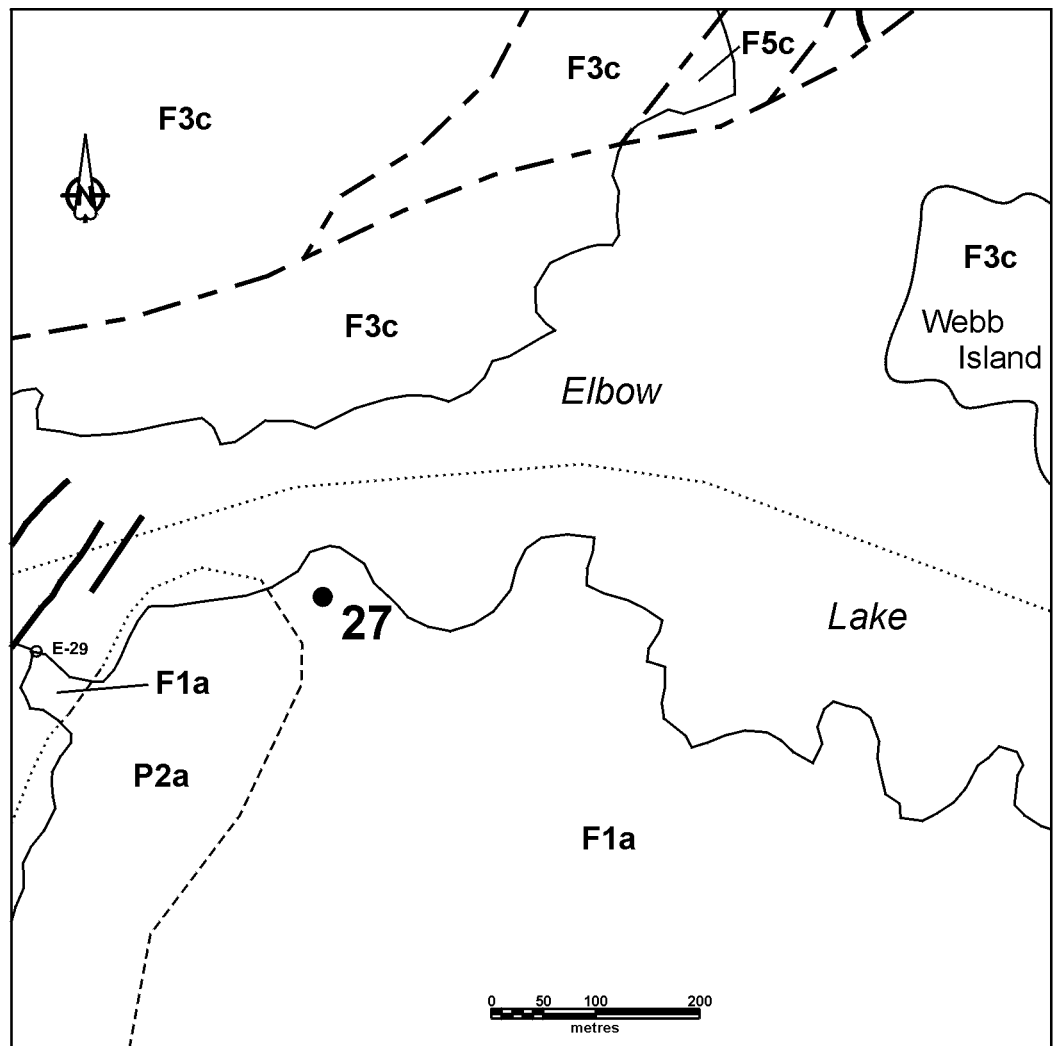 F5c
F3c
F3c
N
F3c
Webb
Island
F3c
Elbow
Lake
27
E-29
F1a
P2a
F1a
0 50 100 200
metres